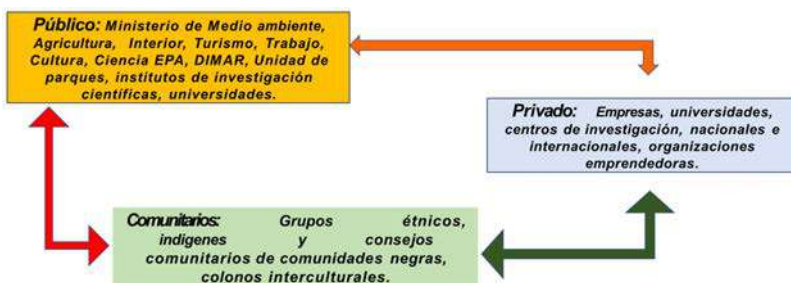 Público: Ministerio de Medio ambiente,
Agricultura, Interior, Turismo, Trabajo,
Cultura, Ciencia EPA, DIMAR, Unidad de
parques, institutos de investigación
científicas, universidades.
Privado: Empresas, universidades,
centros de investigación, nacionales e
internacionales, organizaciones
emprendedoras.
Comunitarios: Grupos étnicos,
indigenes y consejos
comunitarios de comunidades negras,
colonos interculturales.